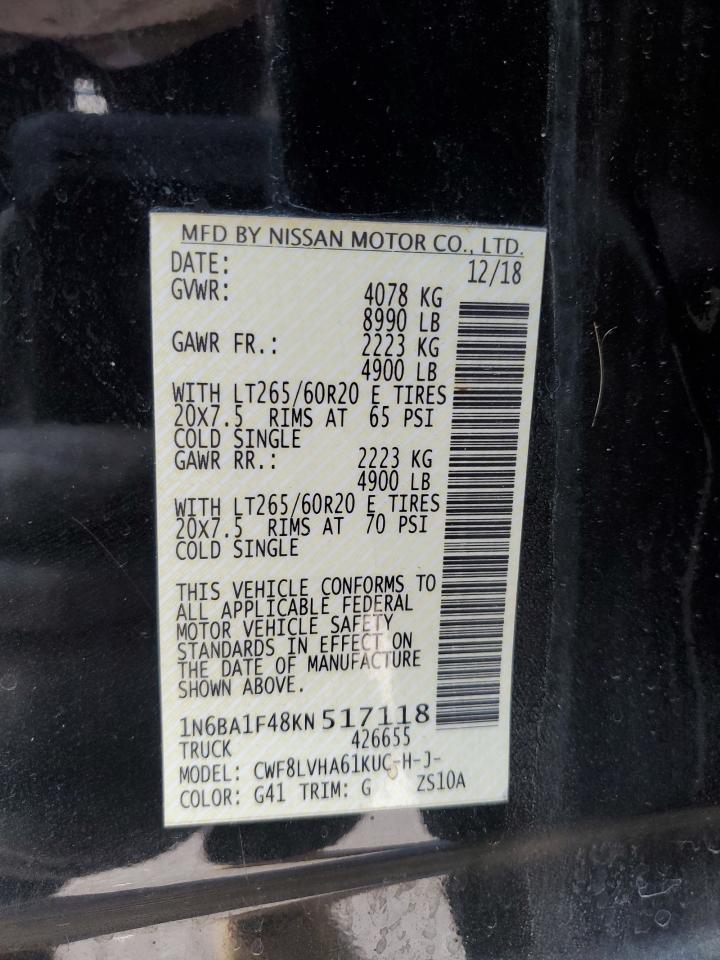 MFD BY NISSAN MOTOR CO., LTD.
DATE: 12/18
GVWR: 4078 KG
8990 LB
GAWR FR.: 2223 KG
4900 LB
WITH LT265/60R20 E TIRES
20X7.5 RIMS AT 65 PSI
COLD SINGLE
GAWR RR.: 2223 KG
4900 LB
WITH LT265/60R20 E TIRES
20X7.5 RIMS AT 70 PSI
COLD SINGLE
THIS VEHICLE CONFORMS TO
ALL APPLICABLE FEDERAL
MOTOR VEHICLE SAFETY
STANDARDS IN EFFECT ON
THE DATE OF MANUFACTURE
SHOWN ABOVE.
1N6BA1F48KN517118
TRUCK 426655
MODEL: CWF8LVHA61KUC-H-J-
COLOR: G41 TRIM: G ZS10A